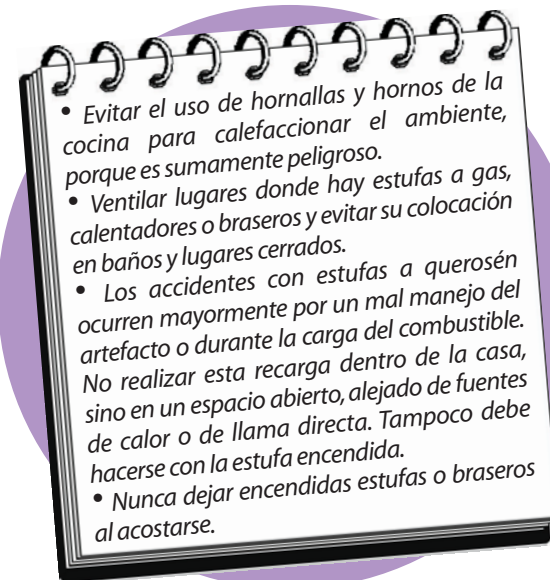 • Evitar el uso de hornallas y hornos de la
cocina para calefaccionar el ambiente,
porque es sumamente peligroso.
• Ventilar lugares donde hay estufas a gas,
calentadores o braseros y evitar su colocación
en baños y lugares cerrados.
• Los accidentes con estufas a querosén
ocurren mayormente por un mal manejo del
artefacto o durante la carga del combustible.
No realizar esta recarga dentro de la casa,
sino en un espacio abierto, alejado de fuentes
de calor o de llama directa. Tampoco debe
hacerse con la estufa encendida.
• Nunca dejar encendidas estufas o braseros
al acostarse.